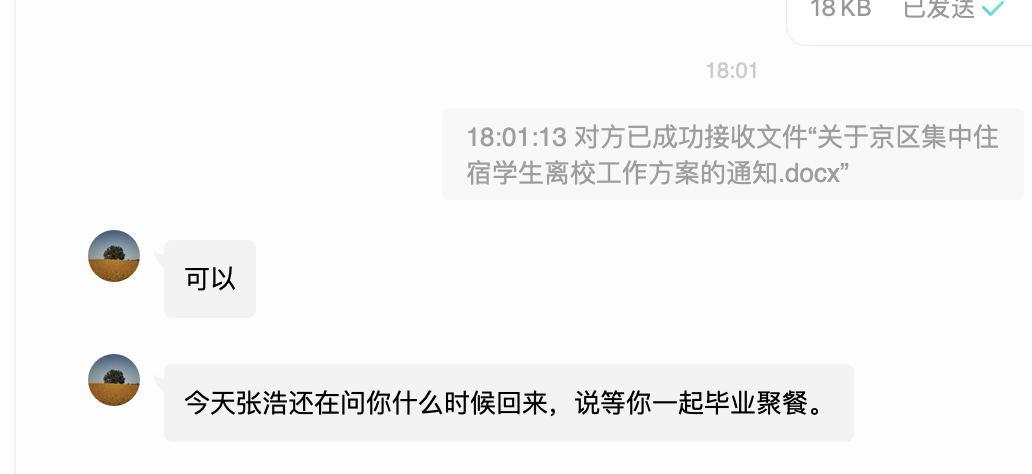 18 KB 已发送
18:01
18:01:13 对方已成功接收文件“关于京区集中住
宿学生离校工作方案的通知.docx”
可以
今天张浩还在问你什么时候回来，说等你一起毕业聚餐。